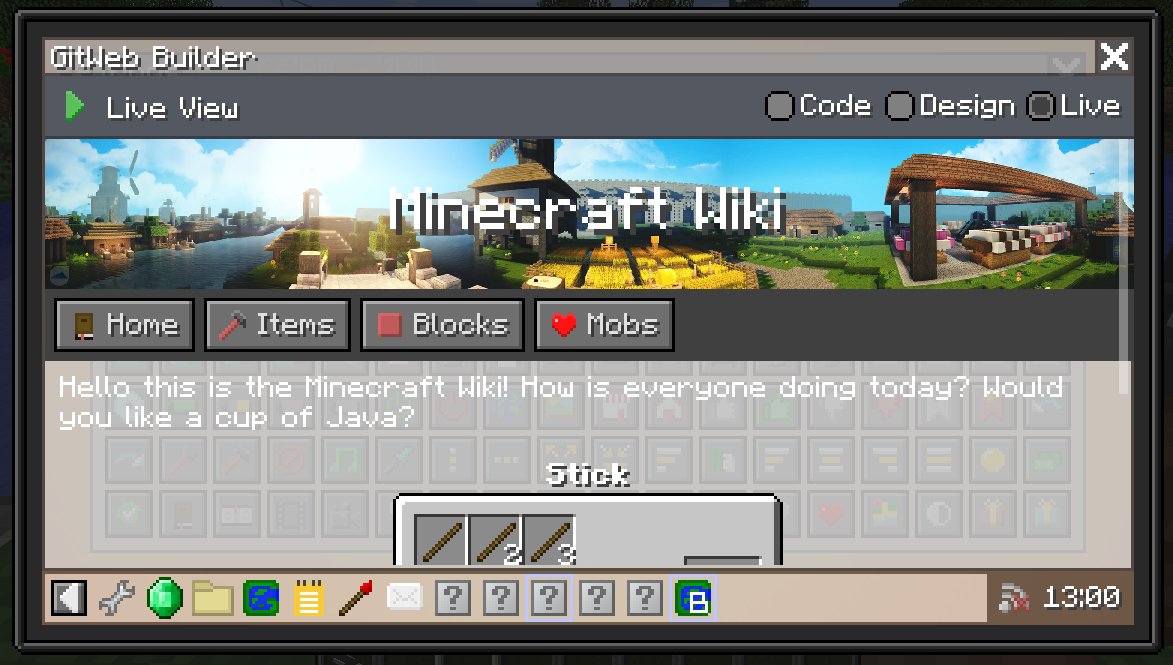 GitWeb Builder
Live View
Code Design Live
Minecraft Wiki
Home Items Blocks Mobs
Hello this is the Minecraft Wiki! How is everyone doing today? Would
you like a cup of Java?
Stick
2 3
? ? ? ? ? B
13:00